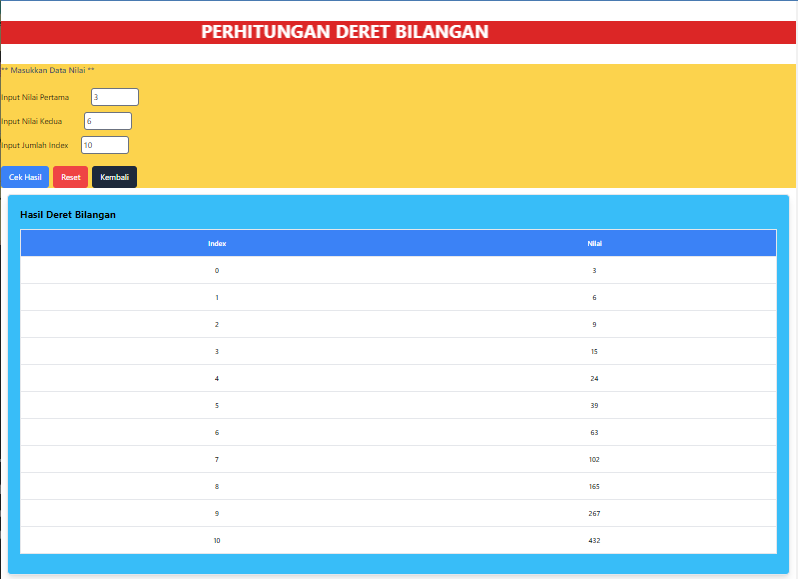 PERHITUNGAN DERET BILANGAN
** Masukkan Data Nilai **
Input Nilai Pertama 3
Input Nilai Kedua 6
Input Jumlah Index 10
Cek Hasil Reset Kembali
Hasil Deret Bilangan
Index Nilai
0 3
1 6
2 9
3 15
4 24
5 39
6 63
7 102
8 165
9 267
10 432